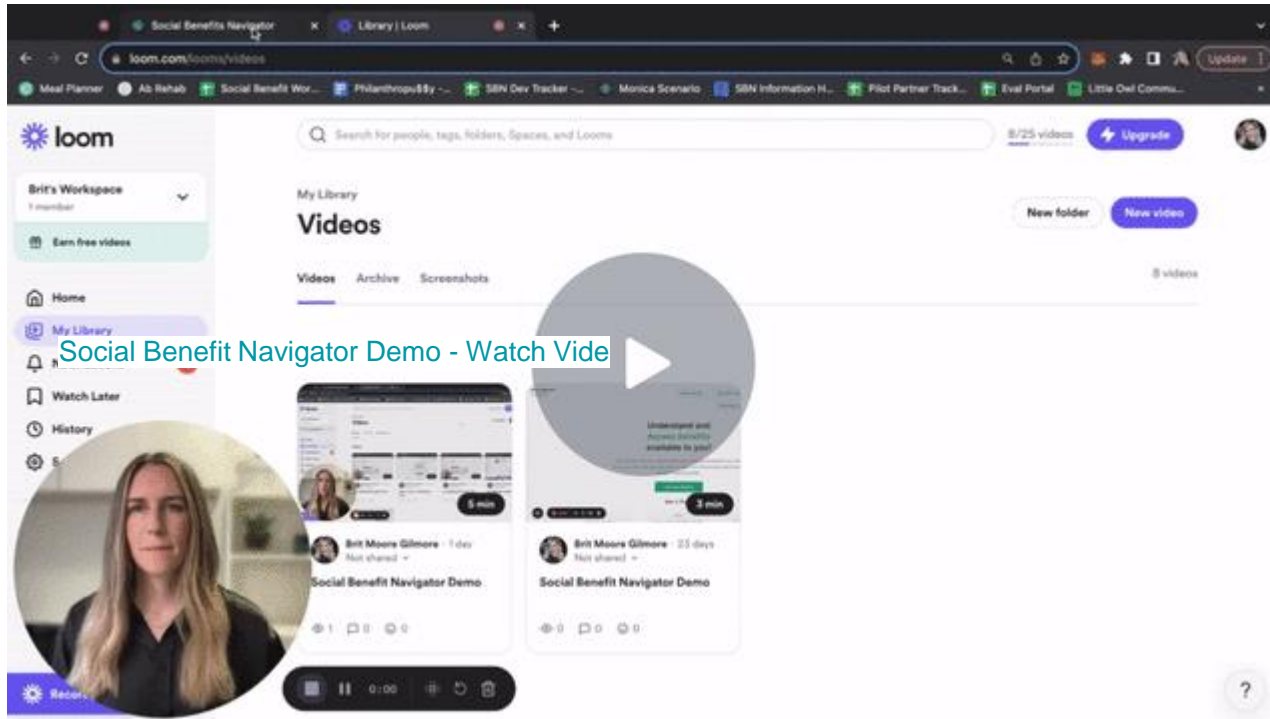 Social Benefits Navigator
Library | Loom
loom.com/looms/videos
Update
Meal Planner
Ab Rehab
Social Benefit Wor...
Philanthropu$$y -...
SBN Dev Tracker -...
Monica Scenario
SBN Information H...
Pilot Partner Track...
Eval Portal
Little Owl Commu...
loom
Search for people, tags, folders, Spaces, and Looms
8/25 videos
Upgrade
Brit's Workspace
1 member
Earn free videos
My Library
Videos
New folder
New video
Videos
Archive
Screenshots
8 videos
Home
My Library
Social Benefit Navigator Demo - Watch Vide
Watch Later
History
Understand and
Access benefits
available to you!
5 min
3 min
Brit Moore Gilmore · 1 day
Not shared
Social Benefit Navigator Demo
1 0 0
Brit Moore Gilmore · 23 days
Not shared
Social Benefit Navigator Demo
0 0 0
0:00
?